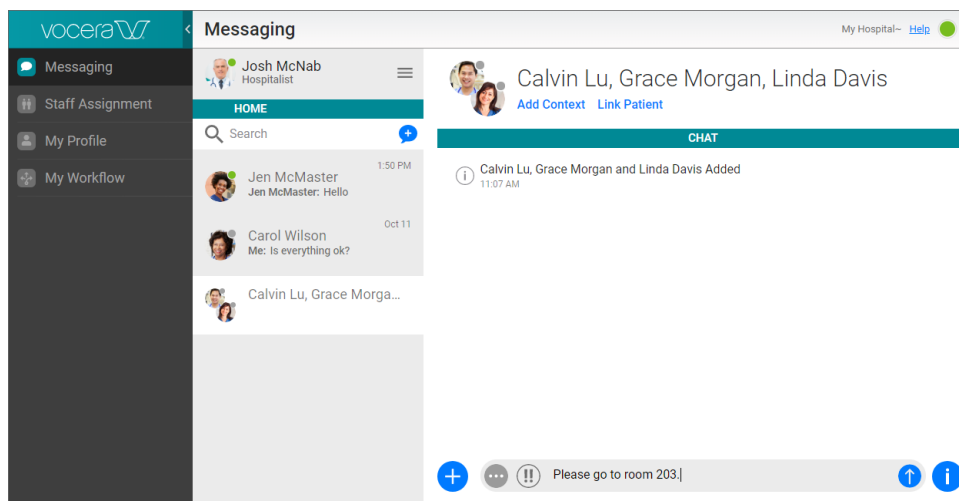 vocera
Messaging
My Hospital~ Help
Messaging
Staff Assignment
My Profile
My Workflow
Josh McNab
Hospitalist
HOME
Search
1:50 PM
Jen McMaster
Jen McMaster: Hello
Oct 11
Carol Wilson
Me: Is everything ok?
Calvin Lu, Grace Morga...
Calvin Lu, Grace Morgan, Linda Davis
Add Context Link Patient
CHAT
Calvin Lu, Grace Morgan and Linda Davis Added
11:07 AM
Please go to room 203.